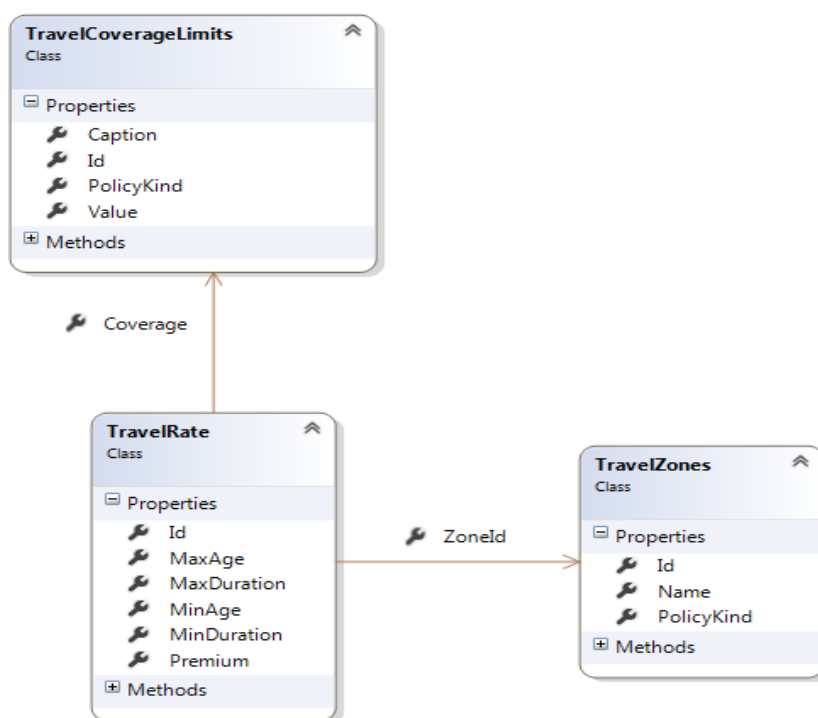 TravelCoverageLimits
Class
Properties
Caption
Id
PolicyKind
Value
Methods
Coverage
TravelRate
Class
Properties
Id
MaxAge
MaxDuration
MinAge
MinDuration
Premium
Methods
ZoneId
TravelZones
Class
Properties
Id
Name
PolicyKind
Methods